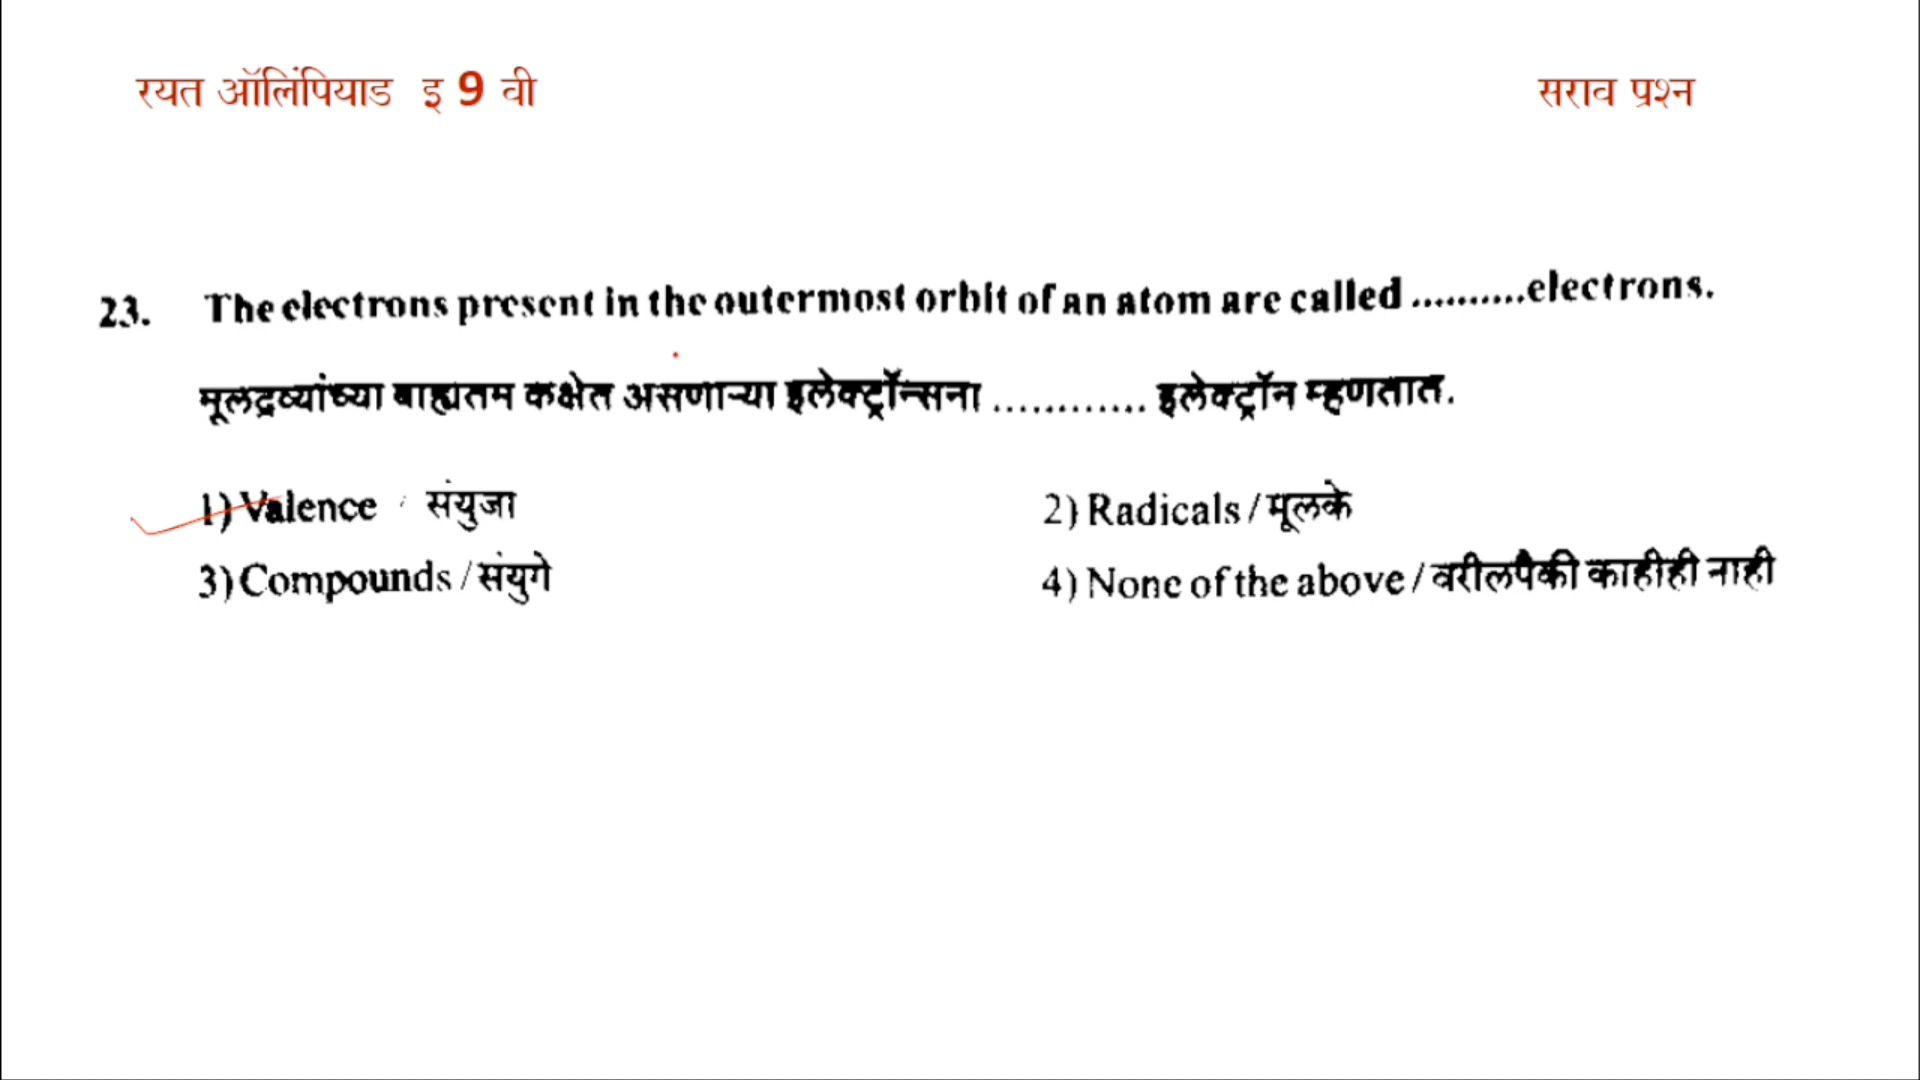 रयत ऑलिंपियाड इ 9 वी
सराव प्रश्न
23. The electrons present in the outermost orbit of an atom are called ..........electrons.
मूलद्रव्यांच्या बाह्यतम कक्षेत असणाऱ्या इलेक्ट्रॉन्सना ............ इलेक्ट्रॉन म्हणतात.
1) Valence / संयुजा
2) Radicals / मूलके
3) Compounds / संयुगे
4) None of the above / वरीलपैकी काहीही नाही